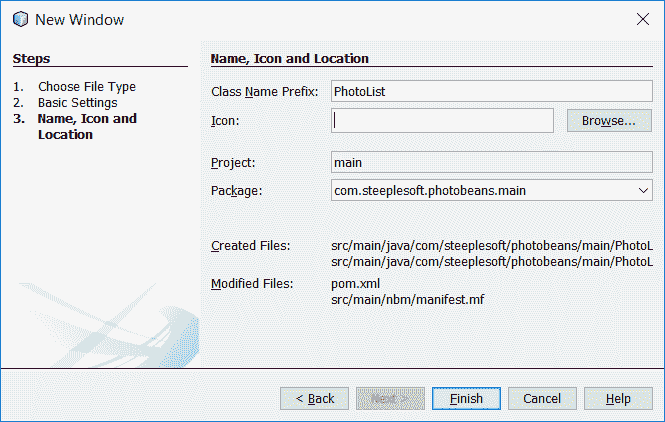 New Window
Steps
1. Choose File Type
2. Basic Settings
3. Name, Icon and
Location
Name, Icon and Location
Class Name Prefix: PhotoList
Icon: Browse...
Project: main
Package: com.steeplesoft.photobeans.main
Created Files: src/main/java/com/steeplesoft/photobeans/main/PhotoL
src/main/java/com/steeplesoft/photobeans/main/PhotoL
Modified Files: pom.xml
src/main/nbm/manifest.mf
< Back Next > Finish Cancel Help